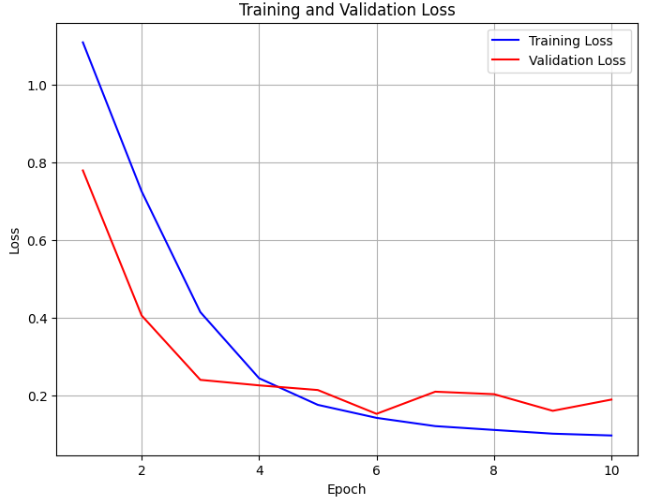 Training and Validation Loss
Training Loss
Validation Loss
1.0
0.8
0.6
0.4
0.2
Loss
2 4 6 8 10
Epoch